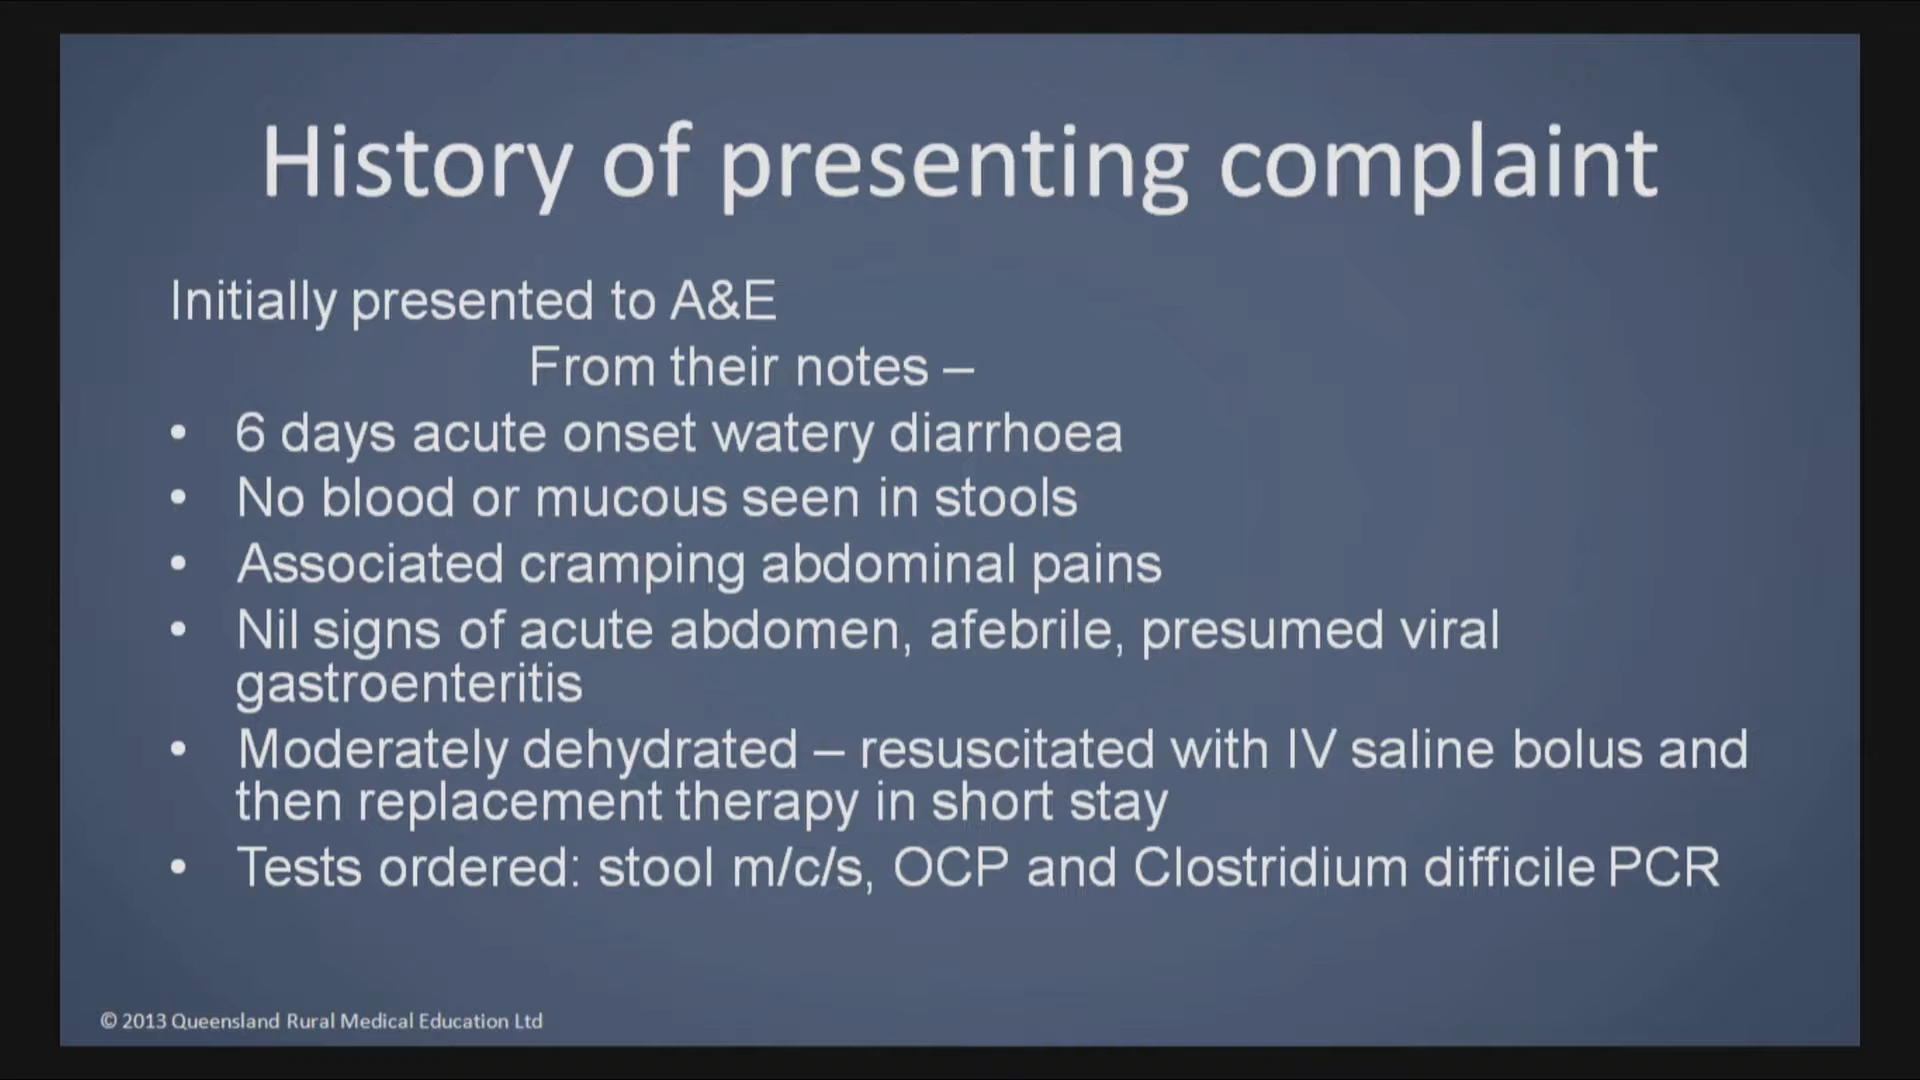 History of presenting complaint
Initially presented to A&E
From their notes –
• 6 days acute onset watery diarrhoea
• No blood or mucous seen in stools
• Associated cramping abdominal pains
• Nil signs of acute abdomen, afebrile, presumed viral
gastroenteritis
• Moderately dehydrated – resuscitated with IV saline bolus and
then replacement therapy in short stay
• Tests ordered: stool m/c/s, OCP and Clostridium difficile PCR
© 2013 Queensland Rural Medical Education Ltd